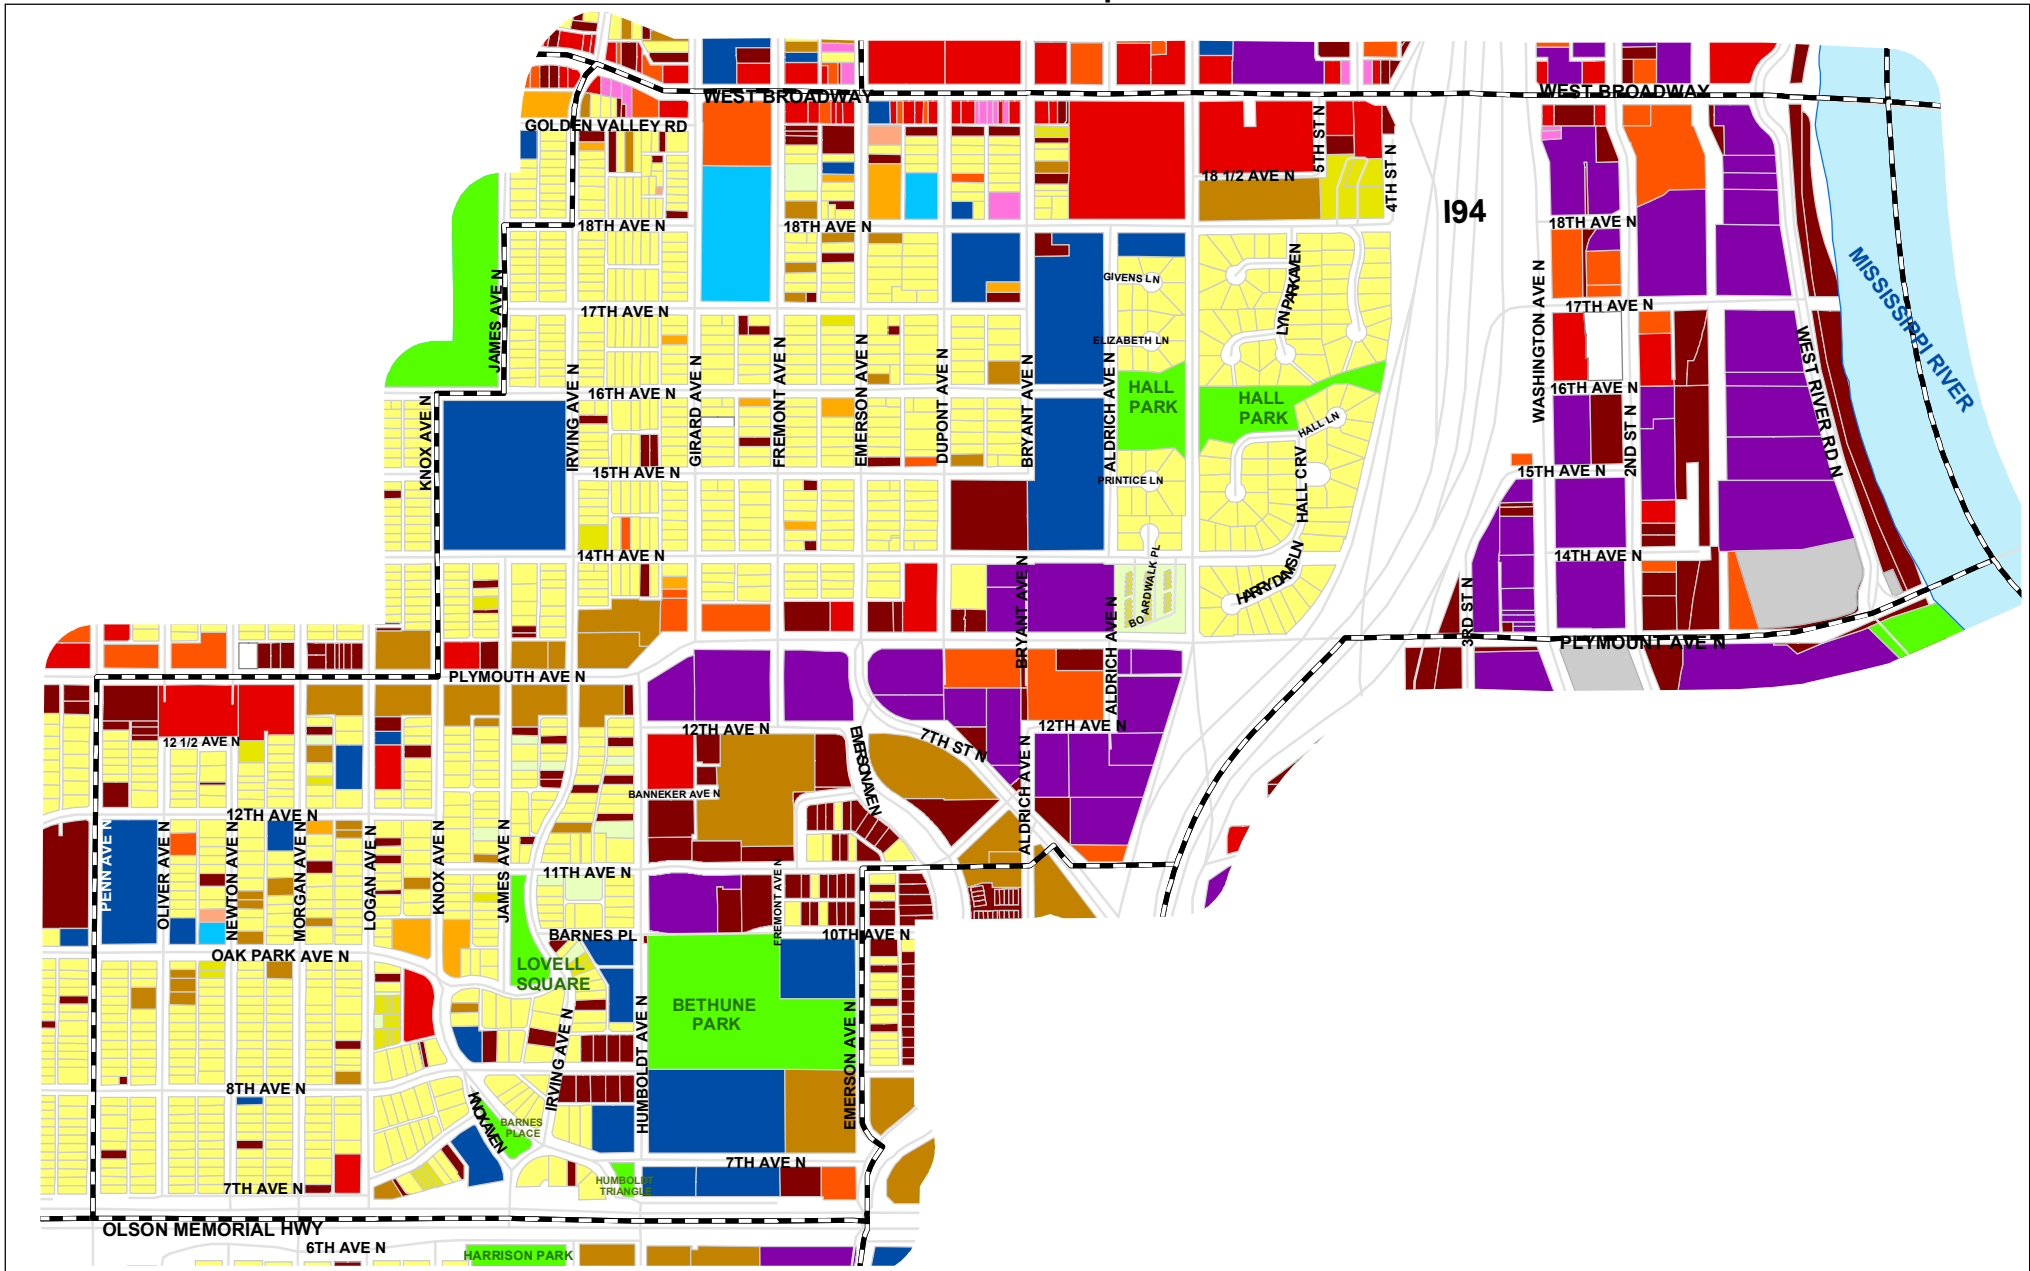 WEST BROADWAY
WEST BROADWAY
GOLDEN VALLEY RD
5TH ST N
4TH ST N
18 1/2 AVE N
I94
18TH AVE N
18TH AVE N
18TH AVE N
MISSISSIPPI RIVER
JAMES AVE N
GIVENS LN
LYN PARK AVE N
WASHINGTON AVE N
17TH AVE N
17TH AVE N
ELIZABETH LN
WEST RIVER RD N
IRVING AVE N
GIRARD AVE N
FREMONT AVE N
EMERSON AVE N
DUPONT AVE N
BRYANT AVE N
ALDRICH AVE N
16TH AVE N
16TH AVE N
HALL
PARK
HALL
PARK
KNOX AVE N
HALL LN
2ND ST N
15TH AVE N
15TH AVE N
PRINTICE LN
HALL CRV
14TH AVE N
14TH AVE N
BOARDWALK PL
HARRY DAVIS LN
BRYANT AVE N
ALDRICH AVE N
3RD ST N
PLYMOUNT AVE N
PLYMOUTH AVE N
12TH AVE N
12TH AVE N
12 1/2 AVE N
7TH ST N
EMERSON AVE N
ALDRICH AVE N
BANNEKER AVE N
12TH AVE N
PENN AVE N
OLIVER AVE N
NEWTON AVE N
MORGAN AVE N
LOGAN AVE N
KNOX AVE N
JAMES AVE N
11TH AVE N
FREMONT AVE N
BARNES PL
10TH AVE N
OAK PARK AVE N
LOVELL
SQUARE
BETHUNE
PARK
IRVING AVE N
HUMBOLDT AVE N
EMERSON AVE N
8TH AVE N
KNOX AVE N
BARNES
PLACE
7TH AVE N
7TH AVE N
HUMBOLDT
TRIANGLE
OLSON MEMORIAL HWY
6TH AVE N
HARRISON PARK